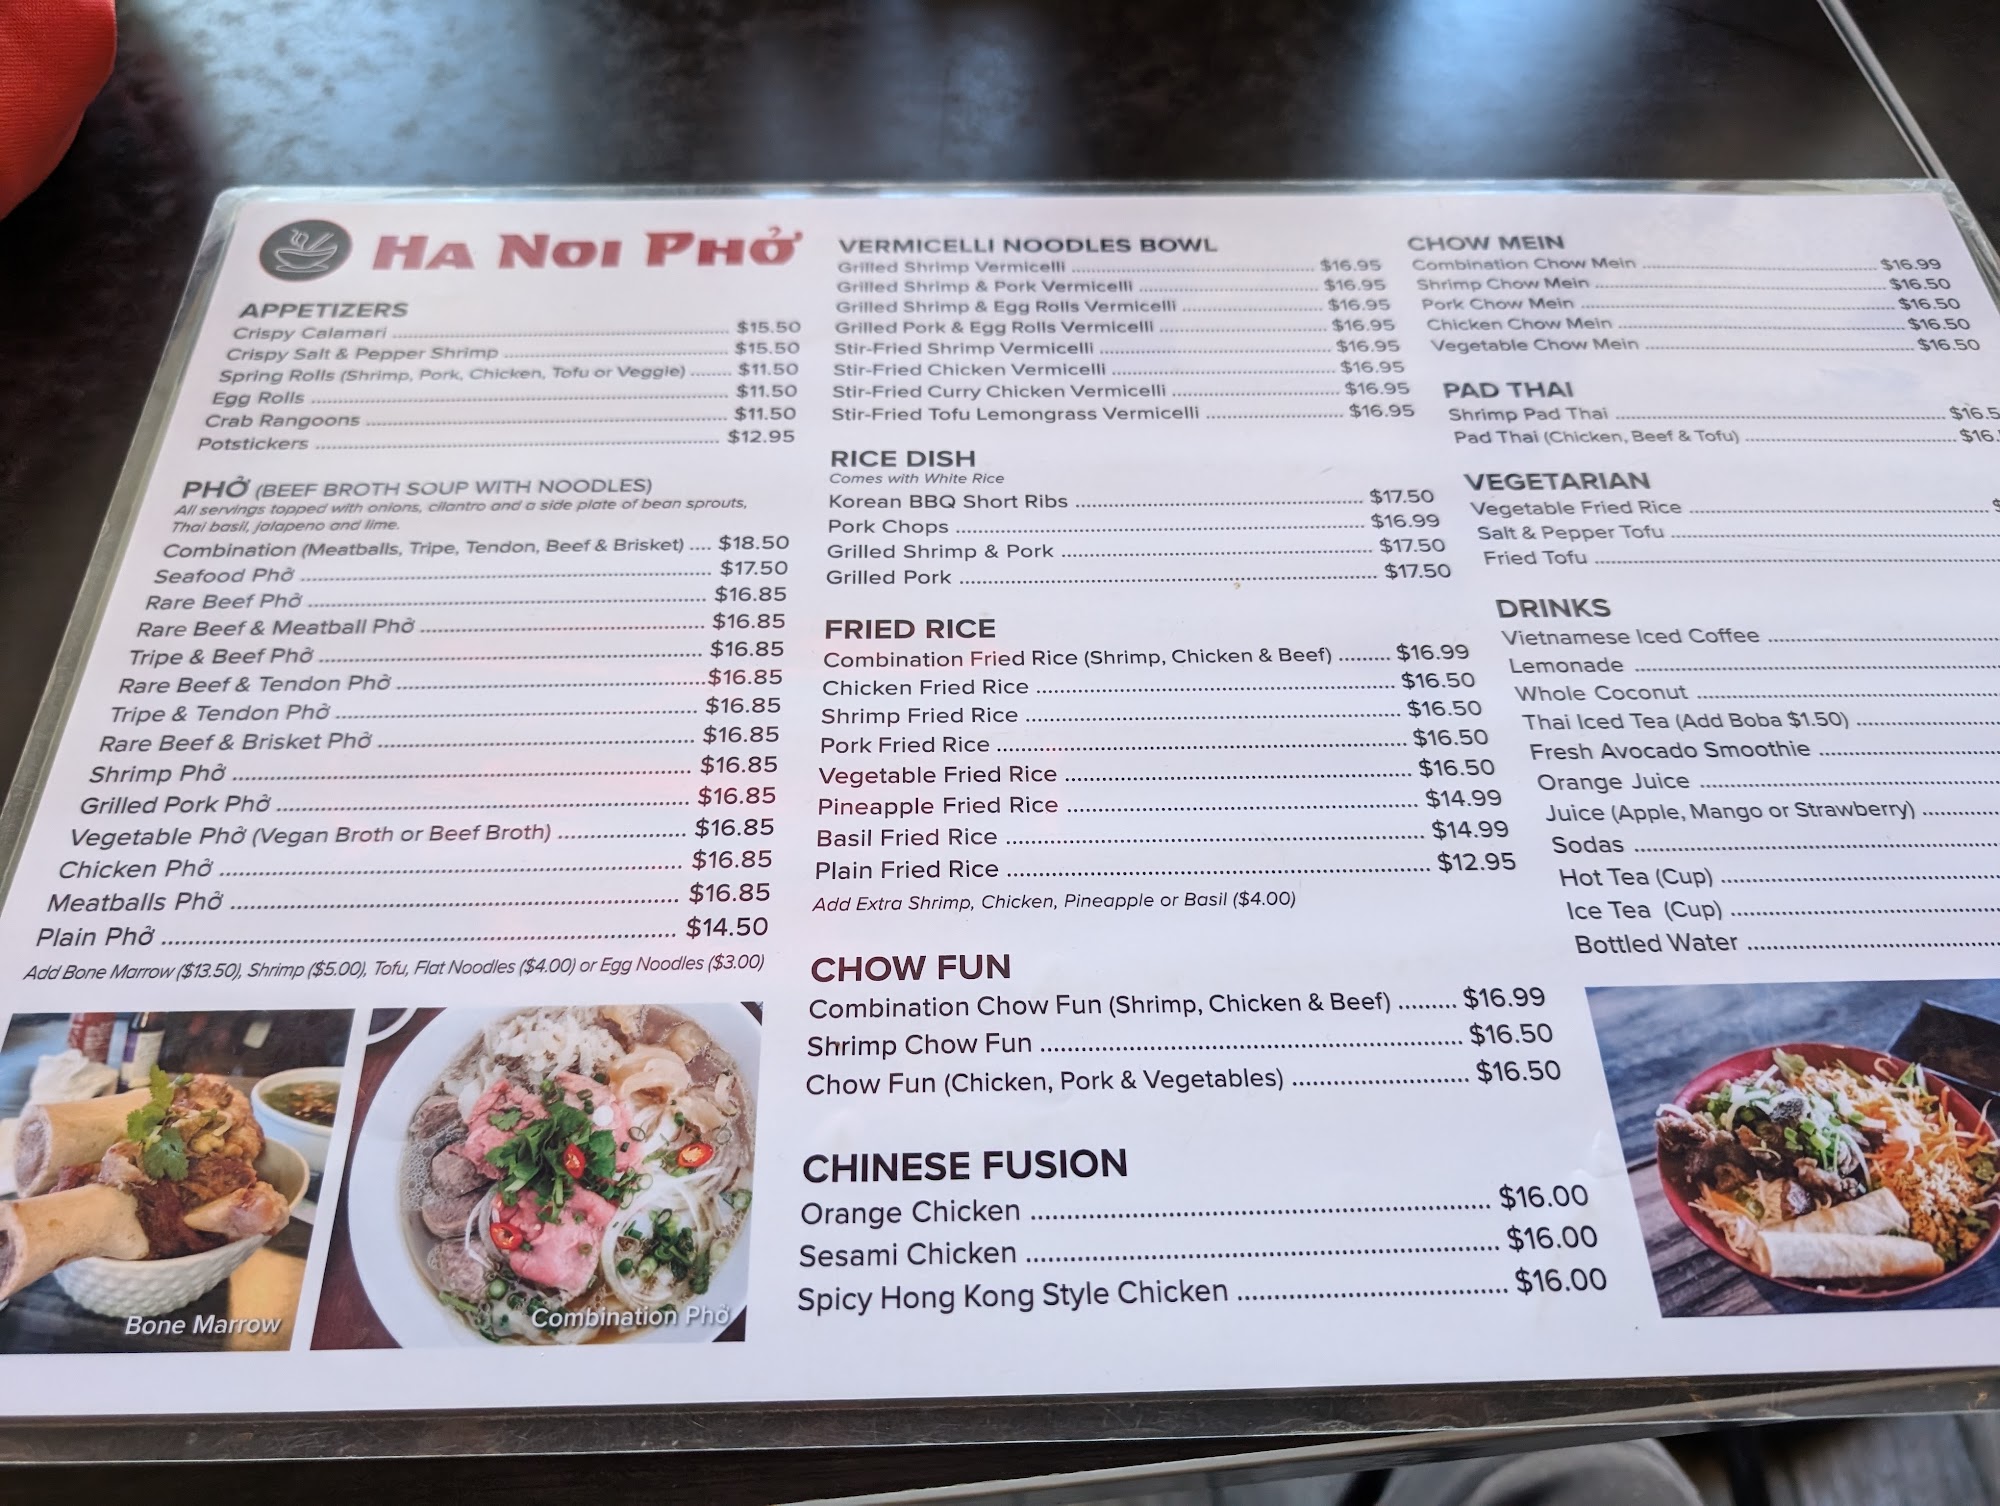 HA NOI PHỞ
APPETIZERS
Crispy Calamari $15.50
Crispy Salt & Pepper Shrimp $15.50
Spring Rolls (Shrimp, Pork, Chicken, Tofu or Veggie) $11.50
Egg Rolls $11.50
Crab Rangoons $11.50
Potstickers $12.95
PHỞ (BEEF BROTH SOUP WITH NOODLES)
All servings topped with onions, cilantro and a side plate of bean sprouts,
Thai basil, jalapeno and lime.
Combination (Meatballs, Tripe, Tendon, Beef & Brisket) $18.50
Seafood Phở $17.50
Rare Beef Phở $16.85
Rare Beef & Meatball Phở $16.85
Tripe & Beef Phở $16.85
Rare Beef & Tendon Phở $16.85
Tripe & Tendon Phở $16.85
Rare Beef & Brisket Phở $16.85
Shrimp Phở $16.85
Grilled Pork Phở $16.85
Vegetable Phở (Vegan Broth or Beef Broth) $16.85
Chicken Phở $16.85
Meatballs Phở $16.85
Plain Phở $14.50
Add Bone Marrow ($13.50), Shrimp ($5.00), Tofu, Flat Noodles ($4.00) or Egg Noodles ($3.00)
Bone Marrow
Combination Phở
VERMICELLI NOODLES BOWL
Grilled Shrimp Vermicelli $16.95
Grilled Shrimp & Pork Vermicelli $16.95
Grilled Shrimp & Egg Rolls Vermicelli $16.95
Grilled Pork & Egg Rolls Vermicelli $16.95
Stir-Fried Shrimp Vermicelli $16.95
Stir-Fried Chicken Vermicelli $16.95
Stir-Fried Curry Chicken Vermicelli $16.95
Stir-Fried Tofu Lemongrass Vermicelli $16.95
RICE DISH
Comes with White Rice
Korean BBQ Short Ribs $17.50
Pork Chops $16.99
Grilled Shrimp & Pork $17.50
Grilled Pork $17.50
FRIED RICE
Combination Fried Rice (Shrimp, Chicken & Beef) $16.99
Chicken Fried Rice $16.50
Shrimp Fried Rice $16.50
Pork Fried Rice $16.50
Vegetable Fried Rice $16.50
Pineapple Fried Rice $14.99
Basil Fried Rice $14.99
Plain Fried Rice $12.95
Add Extra Shrimp, Chicken, Pineapple or Basil ($4.00)
CHOW FUN
Combination Chow Fun (Shrimp, Chicken & Beef) $16.99
Shrimp Chow Fun $16.50
Chow Fun (Chicken, Pork & Vegetables) $16.50
CHINESE FUSION
Orange Chicken $16.00
Sesami Chicken $16.00
Spicy Hong Kong Style Chicken $16.00
CHOW MEIN
Combination Chow Mein $16.99
Shrimp Chow Mein $16.50
Pork Chow Mein $16.50
Chicken Chow Mein $16.50
Vegetable Chow Mein $16.50
PAD THAI
Shrimp Pad Thai $16.5
Pad Thai (Chicken, Beef & Tofu) $16.
VEGETARIAN
Vegetable Fried Rice $
Salt & Pepper Tofu
Fried Tofu
DRINKS
Vietnamese Iced Coffee
Lemonade
Whole Coconut
Thai Iced Tea (Add Boba $1.50)
Fresh Avocado Smoothie
Orange Juice
Juice (Apple, Mango or Strawberry)
Sodas
Hot Tea (Cup)
Ice Tea (Cup)
Bottled Water